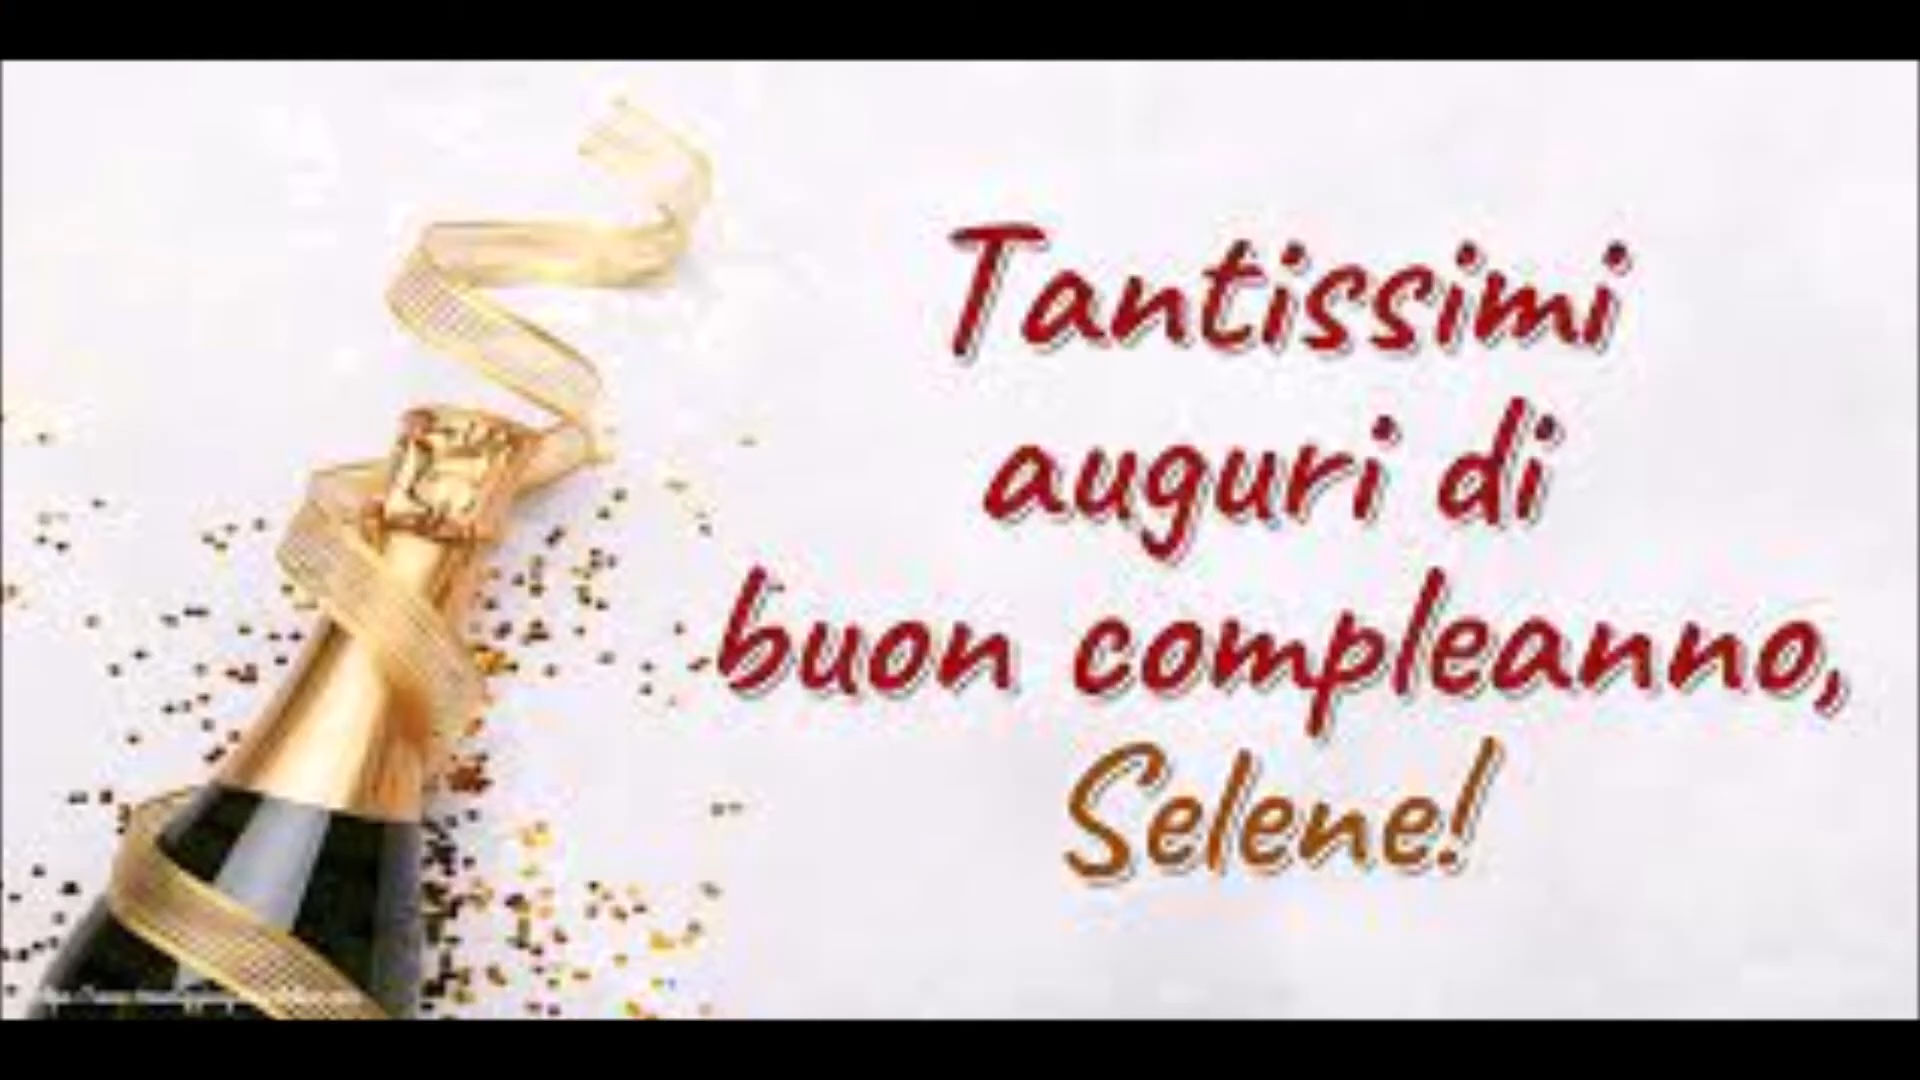 Tantissimi
auguri di
buon compleanno,
Selene!